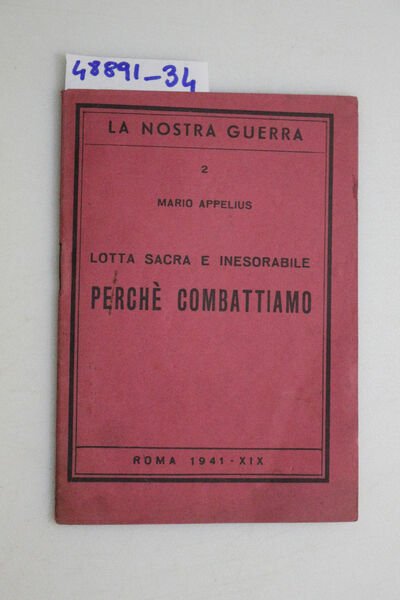 48891-34
LA NOSTRA GUERRA
2
MARIO APPELIUS
LOTTA SACRA E INESORABILE
PERCHÈ COMBATTIAMO
ROMA 1941-XIX